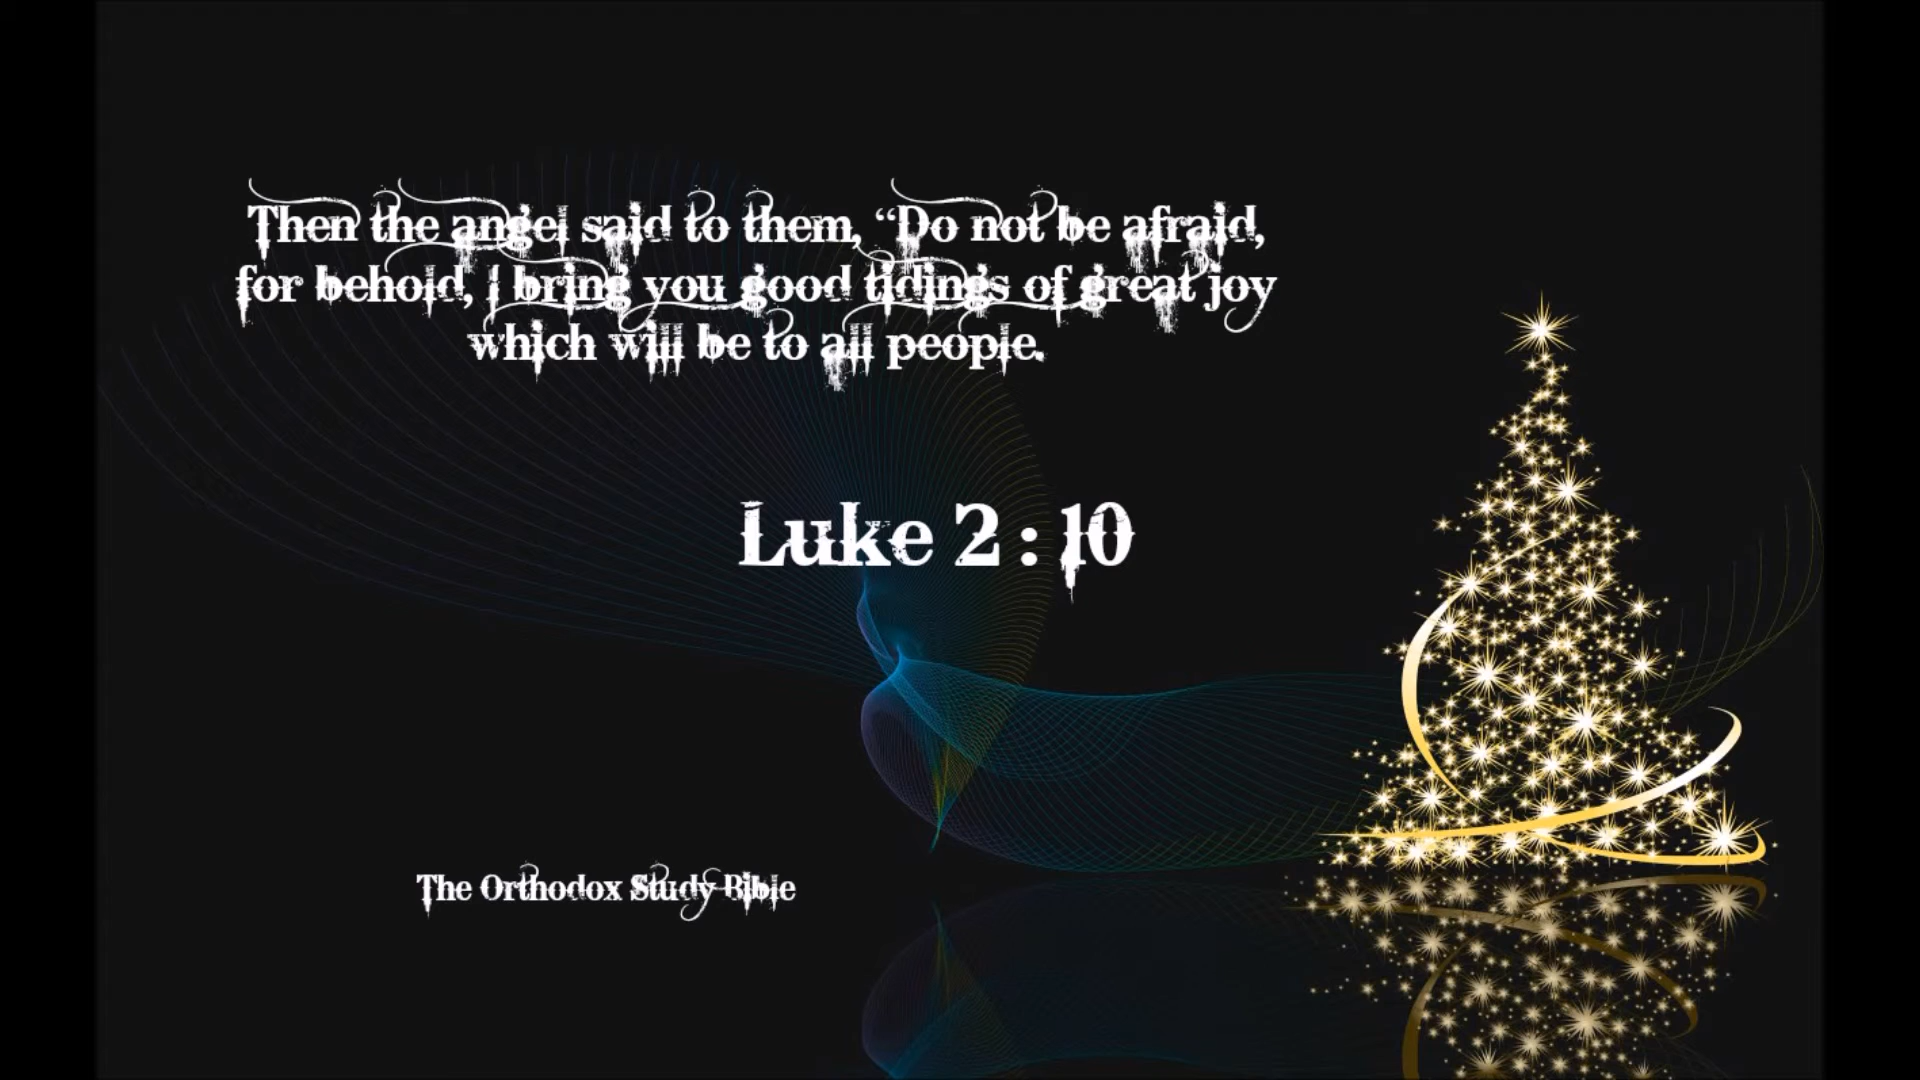 Then the angel said to them, “Do not be afraid,
for behold, I bring you good tidings of great joy
which will be to all people.
Luke 2 : 10
The Orthodox Study Bible